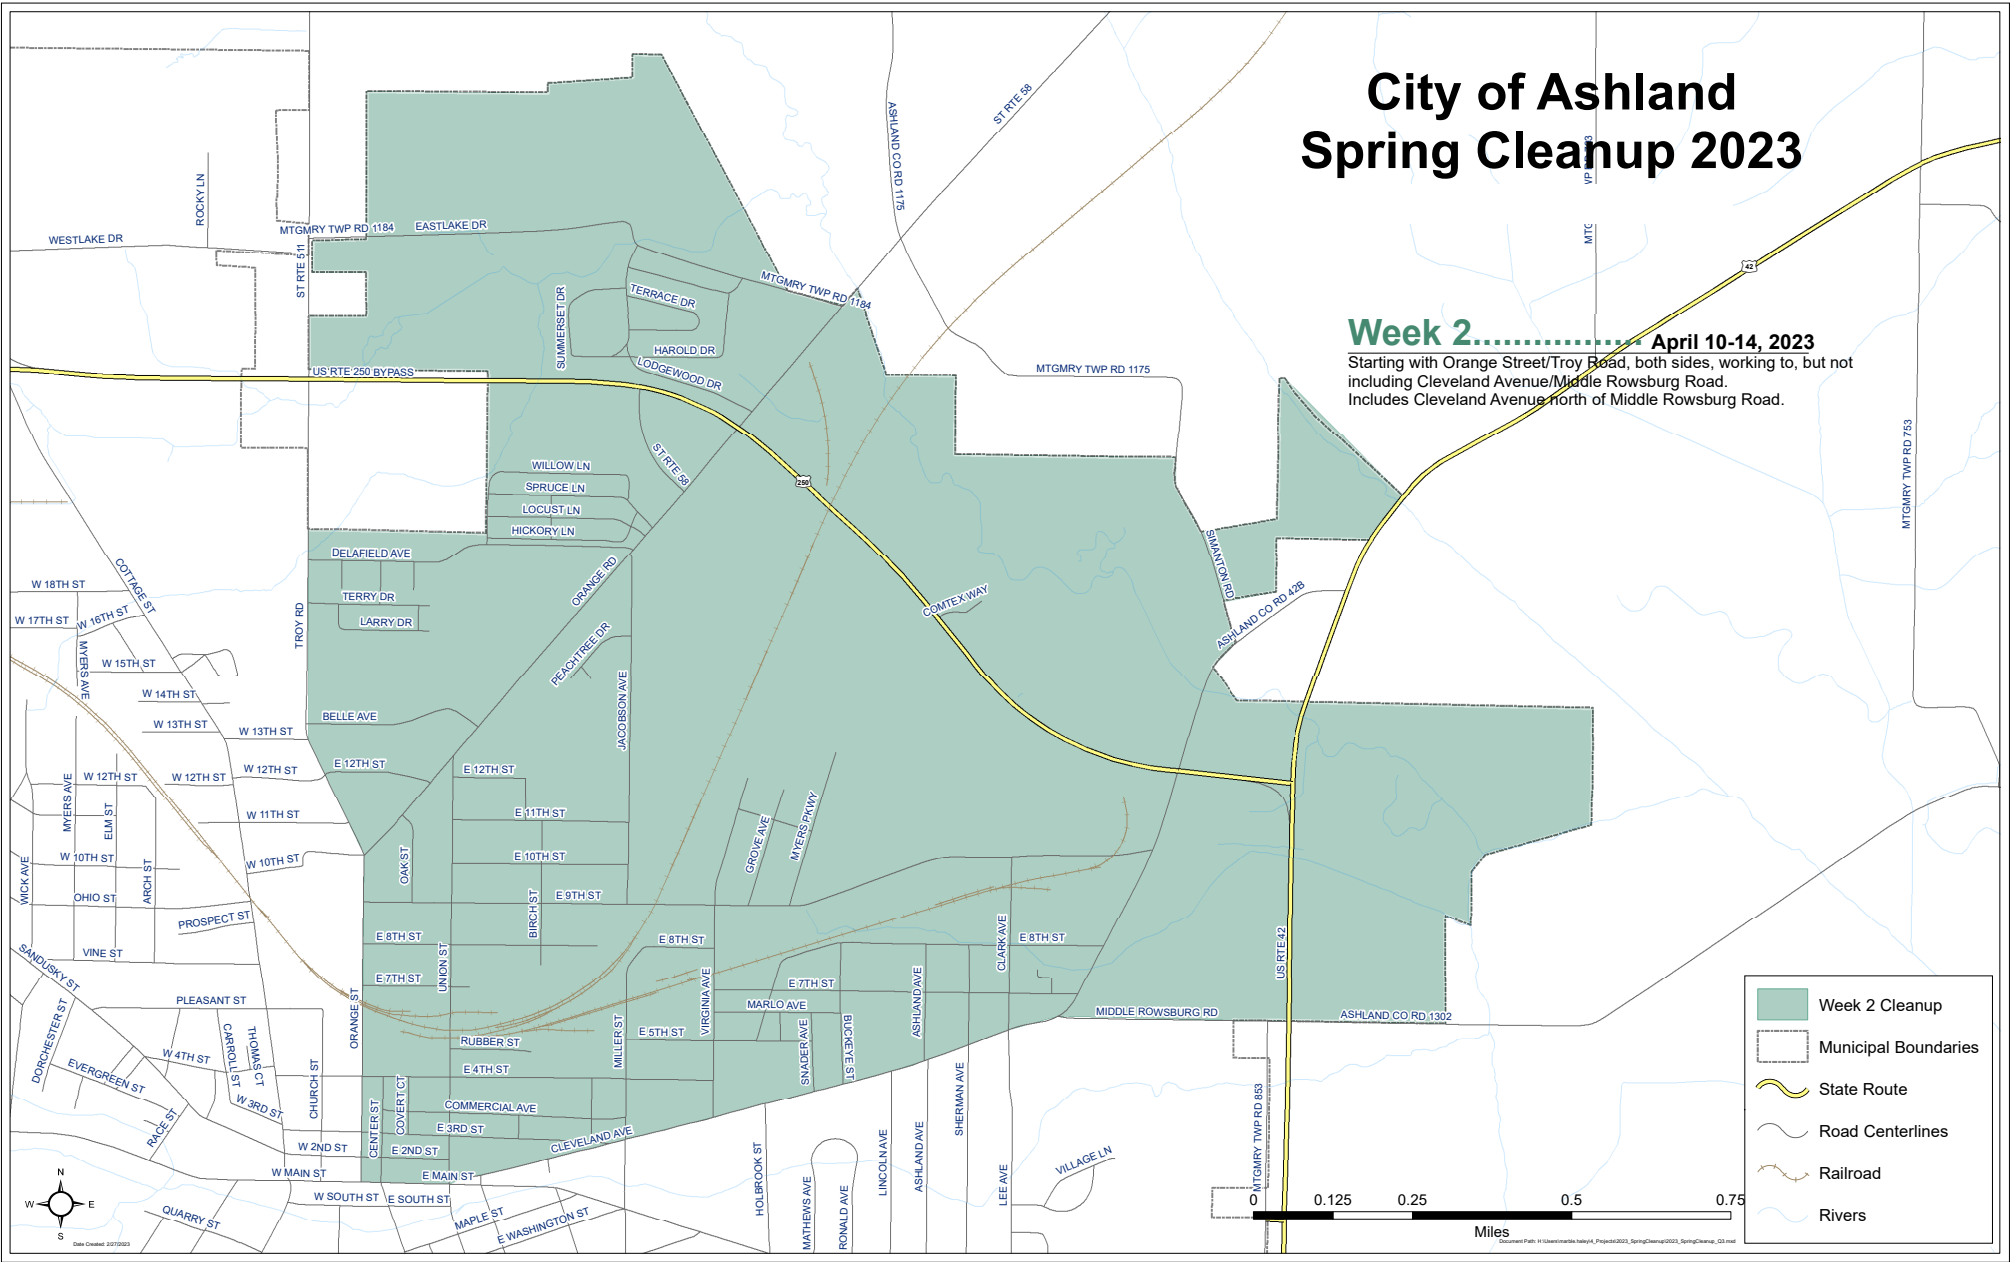 City of Ashland
Spring Cleanup 2023
Week 2.................. April 10-14, 2023
Starting with Orange Street/Troy Road, both sides, working to, but not
including Cleveland Avenue/Middle Rowsburg Road.
Includes Cleveland Avenue north of Middle Rowsburg Road.
ST RTE 58
ASHLAND CO RD 1175
ROCKY LN
WESTLAKE DR
MTGMRY TWP RD 1184
EASTLAKE DR
ST RTE 511
MTGMRY TWP RD 1184
42
TERRACE DR
SUMMERSET DR
HAROLD DR
LODGEWOOD DR
US RTE 250 BYPASS
MTGMRY TWP RD 1175
MTGMRY TWP RD 753
ST RTE 58
WILLOW LN
SPRUCE LN
LOCUST LN
HICKORY LN
250
DELAFIELD AVE
SIMANTON RD
COTTAGE ST
ORANGE RD
TERRY DR
LARRY DR
COMTEX WAY
ASHLAND CO RD 42B
W 18TH ST
W 17TH ST
W 16TH ST
TROY RD
PEACHTREE DR
MYERS AVE
W 15TH ST
W 14TH ST
JACOBSON AVE
W 13TH ST
W 13TH ST
BELLE AVE
W 12TH ST
W 12TH ST
W 12TH ST
E 12TH ST
E 12TH ST
MYERS AVE
ELM ST
W 11TH ST
E 11TH ST
GROVE AVE
MYERS PKWY
W 10TH ST
W 10TH ST
E 10TH ST
OAK ST
WICK AVE
ARCH ST
OHIO ST
E 9TH ST
BIRCH ST
PROSPECT ST
E 8TH ST
E 8TH ST
CLARK AVE
E 8TH ST
US RTE 42
VINE ST
SANDUSKY ST
UNION ST
E 7TH ST
E 7TH ST
VIRGINIA AVE
ASHLAND AVE
PLEASANT ST
MARLO AVE
MIDDLE ROWSBURG RD
ASHLAND CO RD 1302
ORANGE ST
DORCHESTER ST
CARROLL ST
THOMAS CT
W 4TH ST
RUBBER ST
MILLER ST
E 5TH ST
SNADER AVE
BUCKEYE ST
E 4TH ST
EVERGREEN ST
CHURCH ST
COVERT CT
COMMERCIAL AVE
SHERMAN AVE
MTGMRY TWP RD 853
W 3RD ST
RACE ST
CENTER ST
E 3RD ST
CLEVELAND AVE
W 2ND ST
E 2ND ST
HOLBROOK ST
LINCOLN AVE
ASHLAND AVE
VILLAGE LN
W MAIN ST
E MAIN ST
LEE AVE
W SOUTH ST
E SOUTH ST
MATHEWS AVE
RONALD AVE
QUARRY ST
MAPLE ST
E WASHINGTON ST
N
W
E
S
Date Created: 2/27/2023
Week 2 Cleanup
Municipal Boundaries
State Route
Road Centerlines
Railroad
Rivers
0 0.125 0.25 0.5 0.75
Miles